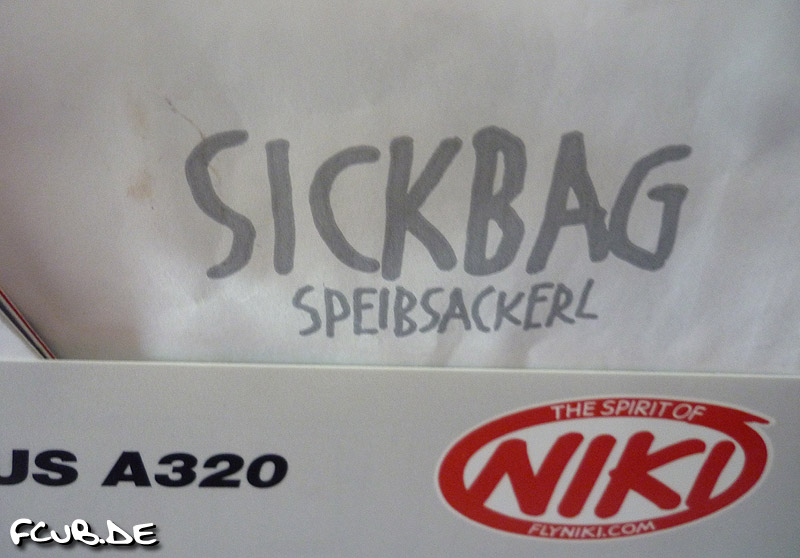 SICKBAG
SPEIBSACKERL
US A320
THE SPIRIT OF
NIKI
FLYNIKI.COM
FCUB.DE